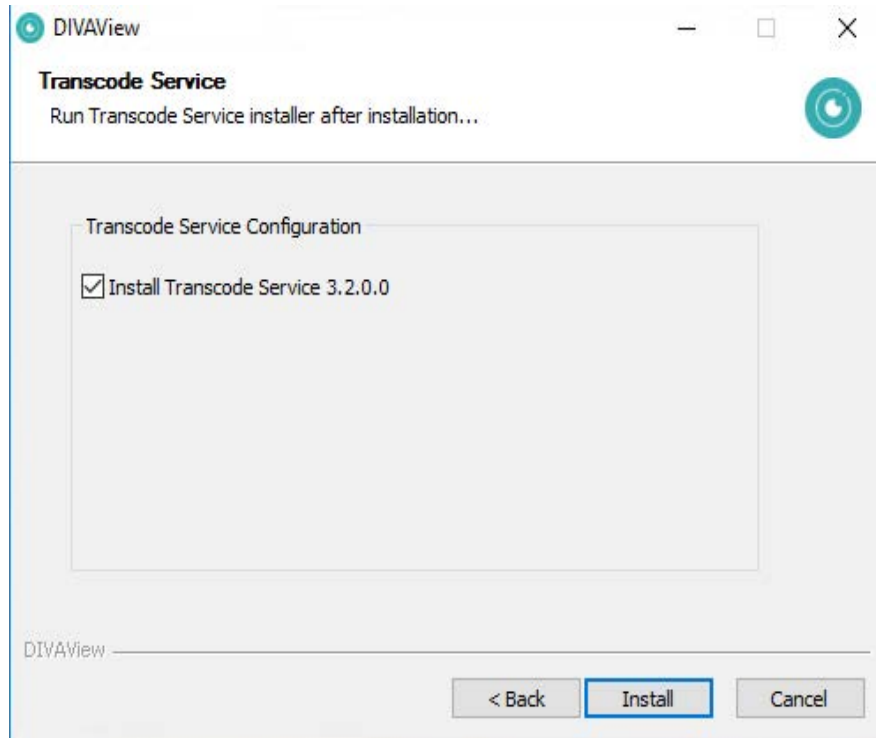 DIVAView
Transcode Service
Run Transcode Service installer after installation...
Transcode Service Configuration
Install Transcode Service 3.2.0.0
DIVAView
< Back Install Cancel